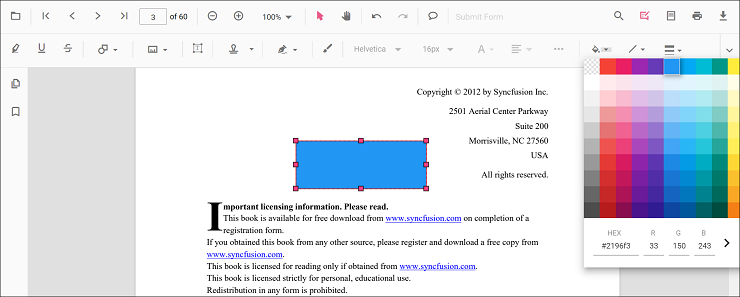 3 of 60 100% Submit Form
Helvetica 16px
Copyright © 2012 by Syncfusion Inc.
2501 Aerial Center Parkway
Suite 200
Morrisville, NC 27560
USA
All rights reserved.
Important licensing information. Please read.
This book is available for free download from www.syncfusion.com on completion of a
registration form.
If you obtained this book from any other source, please register and download a free copy from
www.syncfusion.com.
This book is licensed for reading only if obtained from www.syncfusion.com.
This book is licensed strictly for personal, educational use.
Redistribution in any form is prohibited.
HEX R G B
#2196f3 33 150 243